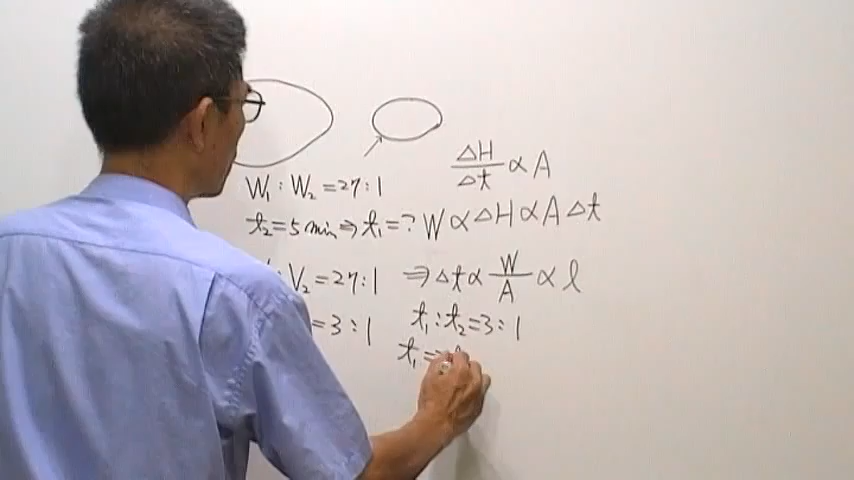 W₁ : W₂ = 27 : 1
t₂ = 5 min ⇒ t₁ = ?
: V₂ = 27 : 1
= 3 : 1
ΔH/Δt ∝ A
W ∝ ΔH ∝ A Δt
⇒ Δt ∝ W/A ∝ l
t₁ : t₂ = 3 : 1
t₁ =